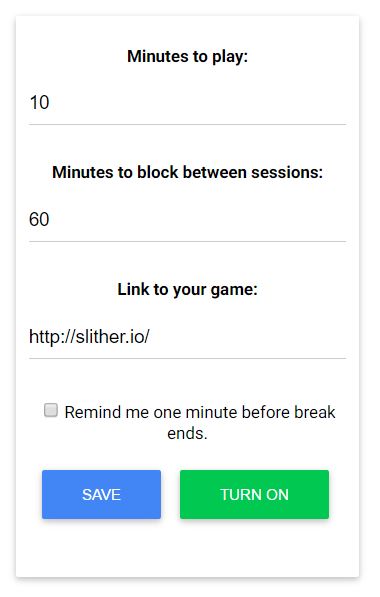 Minutes to play:
10
Minutes to block between sessions:
60
Link to your game:
http://slither.io/
Remind me one minute before break
ends.
SAVE
TURN ON